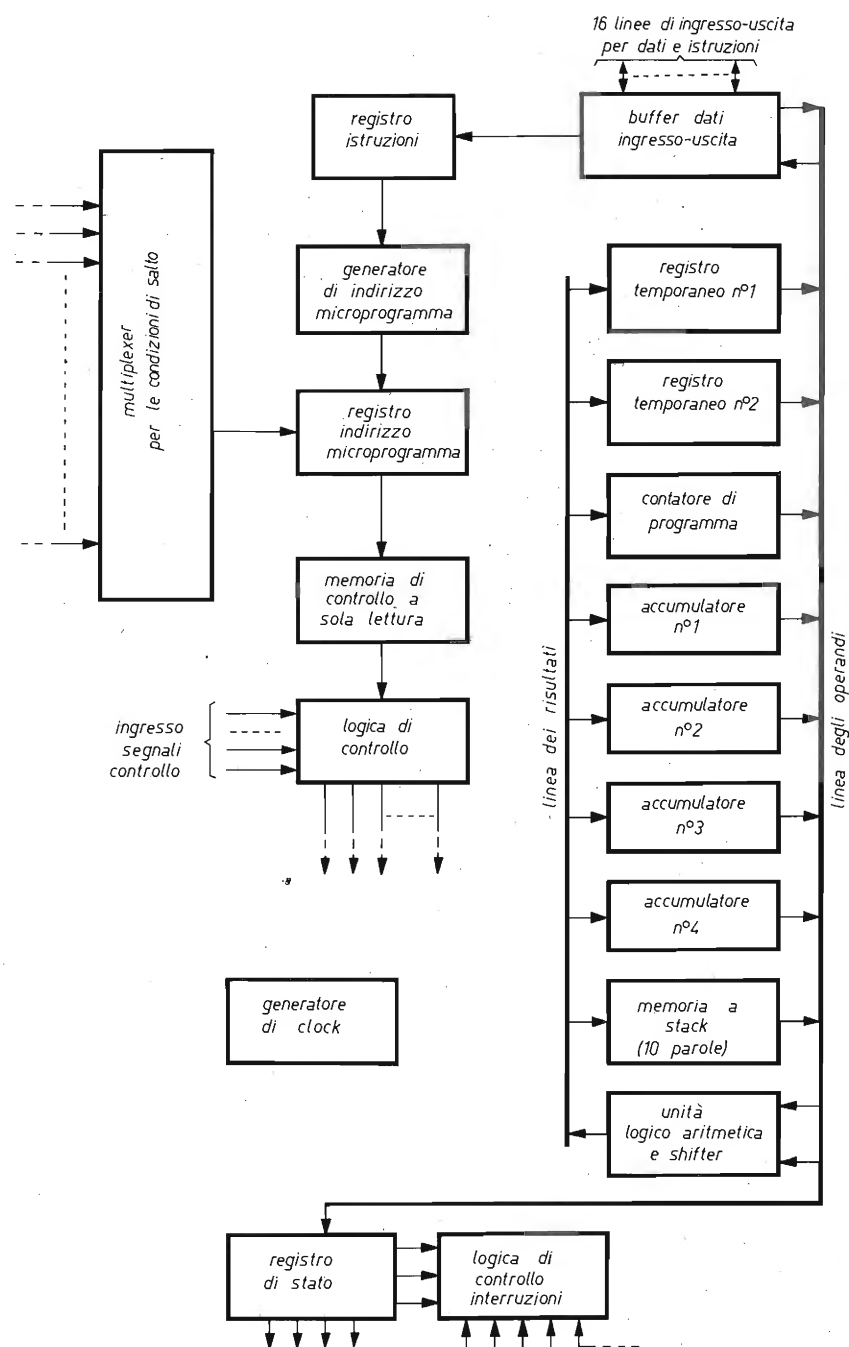 16 linee di ingresso-uscita
per dati e istruzioni
buffer dati
ingresso-uscita
registro
istruzioni
multiplexer
per le condizioni di salto
generatore
di indirizzo
microprogramma
registro
indirizzo
microprogramma
memoria di
controllo a
sola lettura
ingresso
segnali
controllo
logica di
controllo
generatore
di clock
linea dei risultati
registro
temporaneo n°1
registro
temporaneo n°2
contatore di
programma
accumulatore
n°1
accumulatore
n°2
accumulatore
n°3
accumulatore
n°4
memoria a
stack
(10 parole)
unità
logico aritmetica
e shifter
linea degli operandi
registro
di stato
logica di
controllo
interruzioni